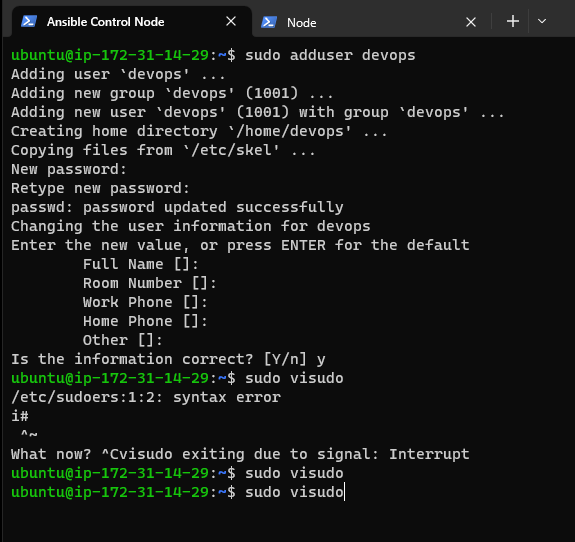 Ansible Control Node
Node
ubuntu@ip-172-31-14-29:~$ sudo adduser devops
Adding user `devops' ...
Adding new group `devops' (1001) ...
Adding new user `devops' (1001) with group `devops' ...
Creating home directory `/home/devops' ...
Copying files from `/etc/skel' ...
New password:
Retype new password:
passwd: password updated successfully
Changing the user information for devops
Enter the new value, or press ENTER for the default
        Full Name []:
        Room Number []:
        Work Phone []:
        Home Phone []:
        Other []:
Is the information correct? [Y/n] y
ubuntu@ip-172-31-14-29:~$ sudo visudo
/etc/sudoers:1:2: syntax error
i#
 ^~
What now? ^Cvisudo exiting due to signal: Interrupt
ubuntu@ip-172-31-14-29:~$ sudo visudo
ubuntu@ip-172-31-14-29:~$ sudo visudo